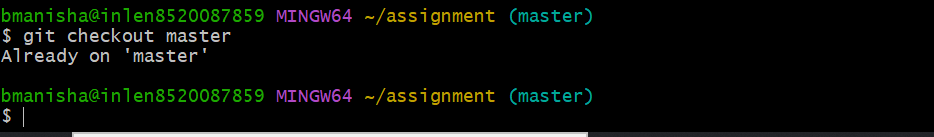 bmanisha@inlen8520087859 MINGW64 ~/assignment (master)
$ git checkout master
Already on 'master'
bmanisha@inlen8520087859 MINGW64 ~/assignment (master)
$